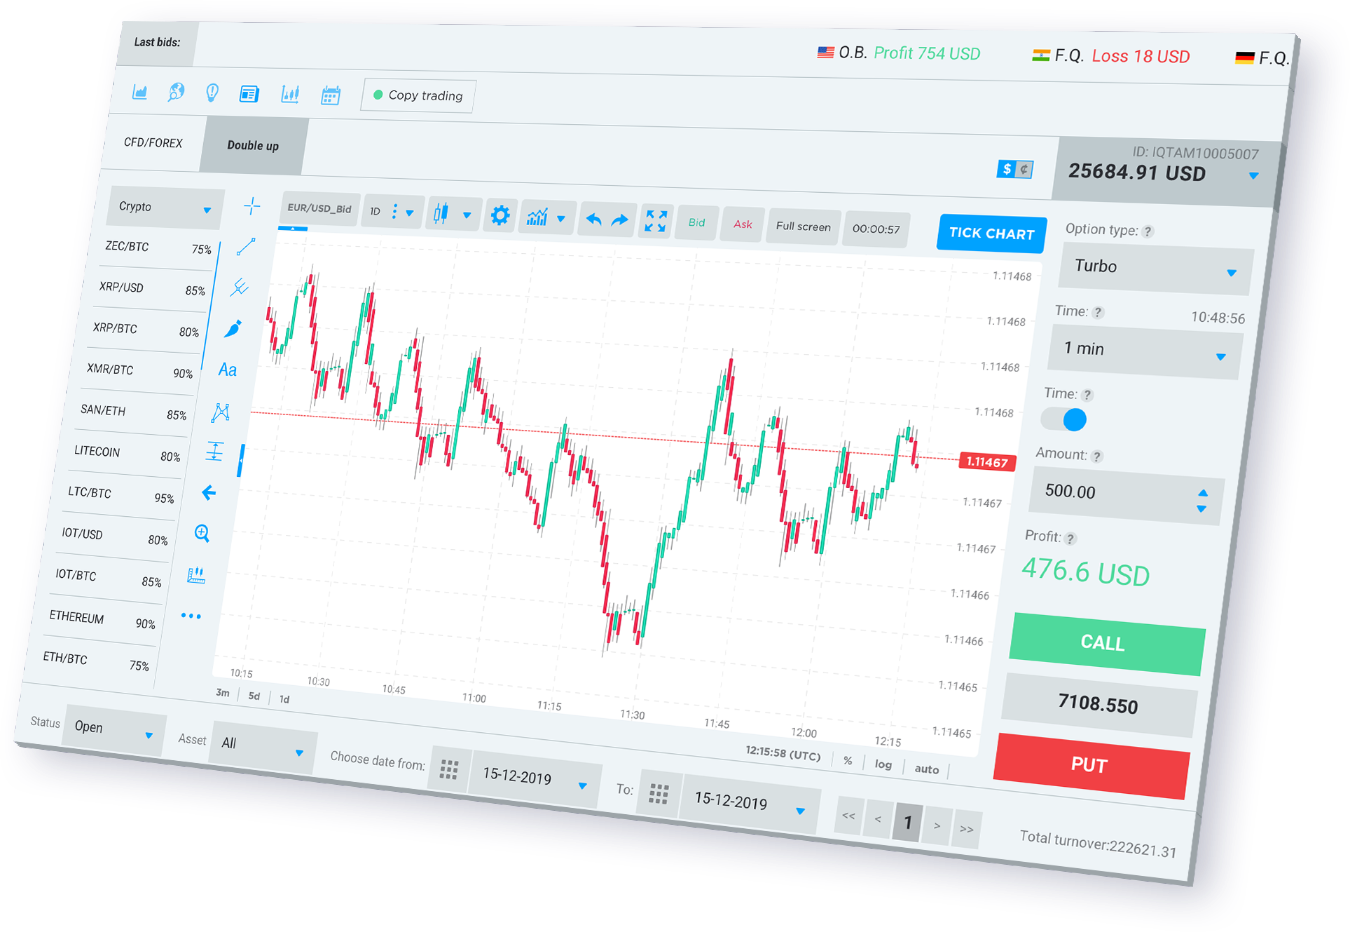 Last bids:
O.B. Profit 754 USD
F.Q. Loss 18 USD
F.Q.
Copy trading
CFD/FOREX
Double up
$ ¢
ID: IQTAM10005007
25684.91 USD
Crypto
ZEC/BTC 75%
XRP/USD 85%
XRP/BTC 80%
XMR/BTC 90%
SAN/ETH 85%
LITECOIN 80%
LTC/BTC 95%
IOT/USD 80%
IOT/BTC 85%
ETHEREUM 90%
ETH/BTC 75%
Aa
EUR/USD_Bid
1D
Bid
Ask
Full screen
00:00:57
TICK CHART
1.11468
1.11468
1.11468
1.11468
1.11467
1.11467
1.11467
1.11466
1.11466
1.11465
1.11465
10:15 10:30 10:45 11:00 11:15 11:30 11:45 12:00 12:15
3m 5d 1d
12:15:58 (UTC) % log auto
Option type: ?
Turbo
Time: ? 10:48:56
1 min
Time: ?
Amount: ?
500.00
Profit: ?
476.6 USD
CALL
7108.550
PUT
Status Open
Asset All
Choose date from: 15-12-2019
To: 15-12-2019
<< < 1 > >>
Total turnover:222621.31